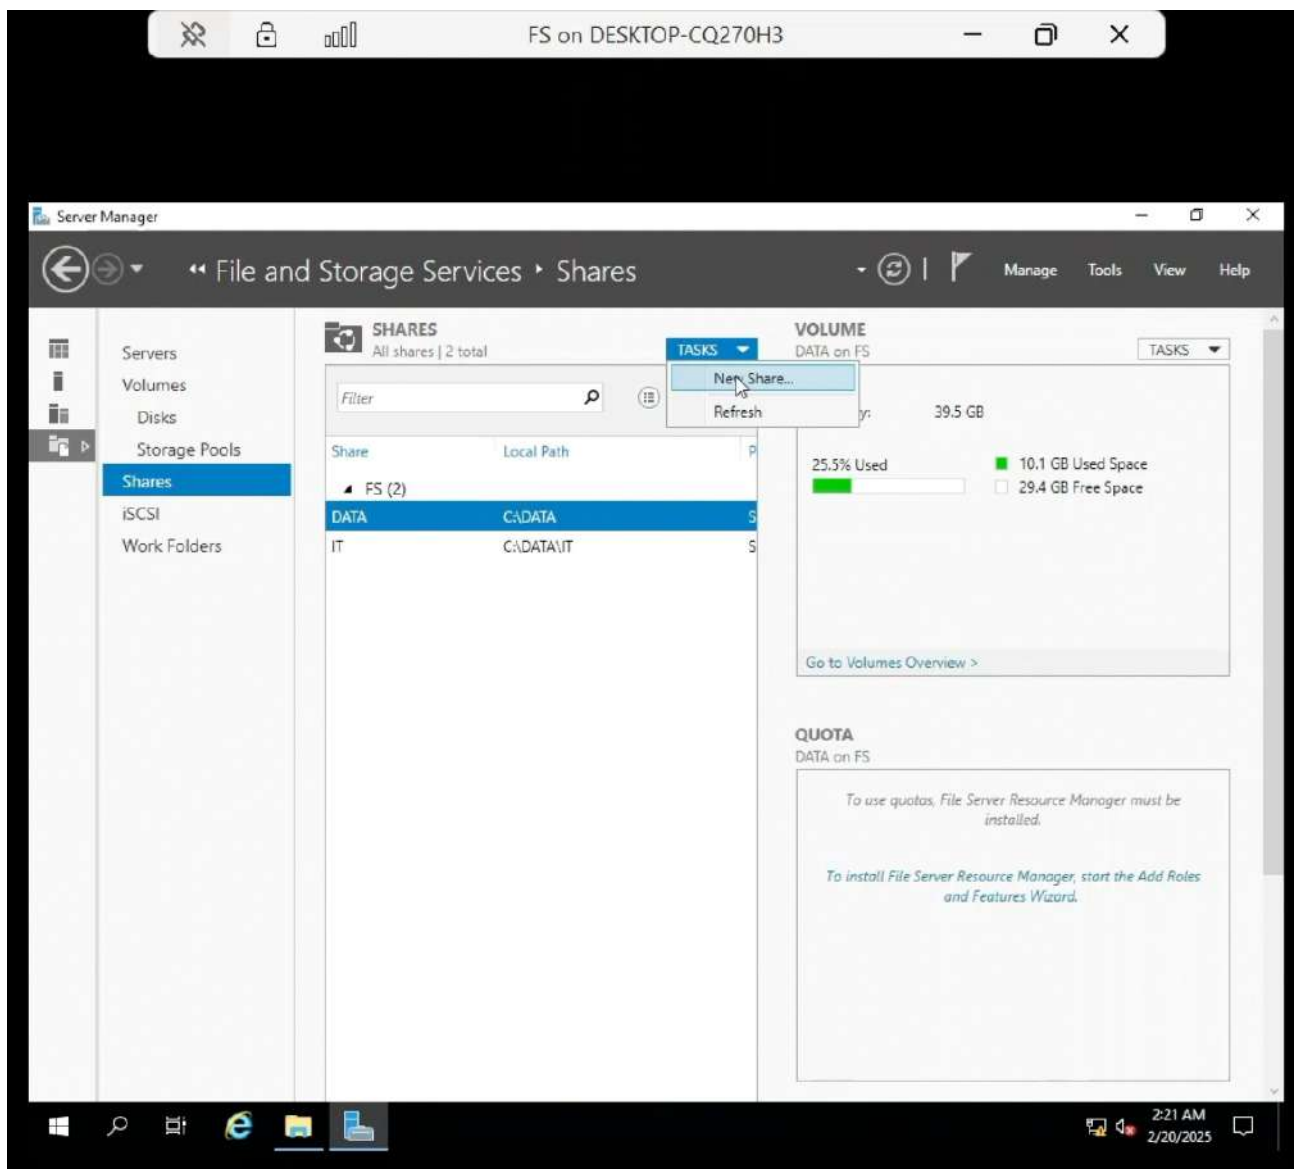 FS on DESKTOP-CQ270H3
Server Manager
File and Storage Services
Shares
Manage
Tools
View
Help
Servers
Volumes
Disks
Storage Pools
Shares
iSCSI
Work Folders
SHARES
All shares | 2 total
TASKS
New Share...
Refresh
Filter
Share
Local Path
P
FS (2)
DATA
C:\DATA
S
IT
C:\DATA\IT
S
VOLUME
DATA on FS
TASKS
y:
39.5 GB
25.5% Used
10.1 GB Used Space
29.4 GB Free Space
Go to Volumes Overview >
QUOTA
DATA on FS
To use quotas, File Server Resource Manager must be
installed.
To install File Server Resource Manager, start the Add Roles
and Features Wizard.
2:21 AM
2/20/2025